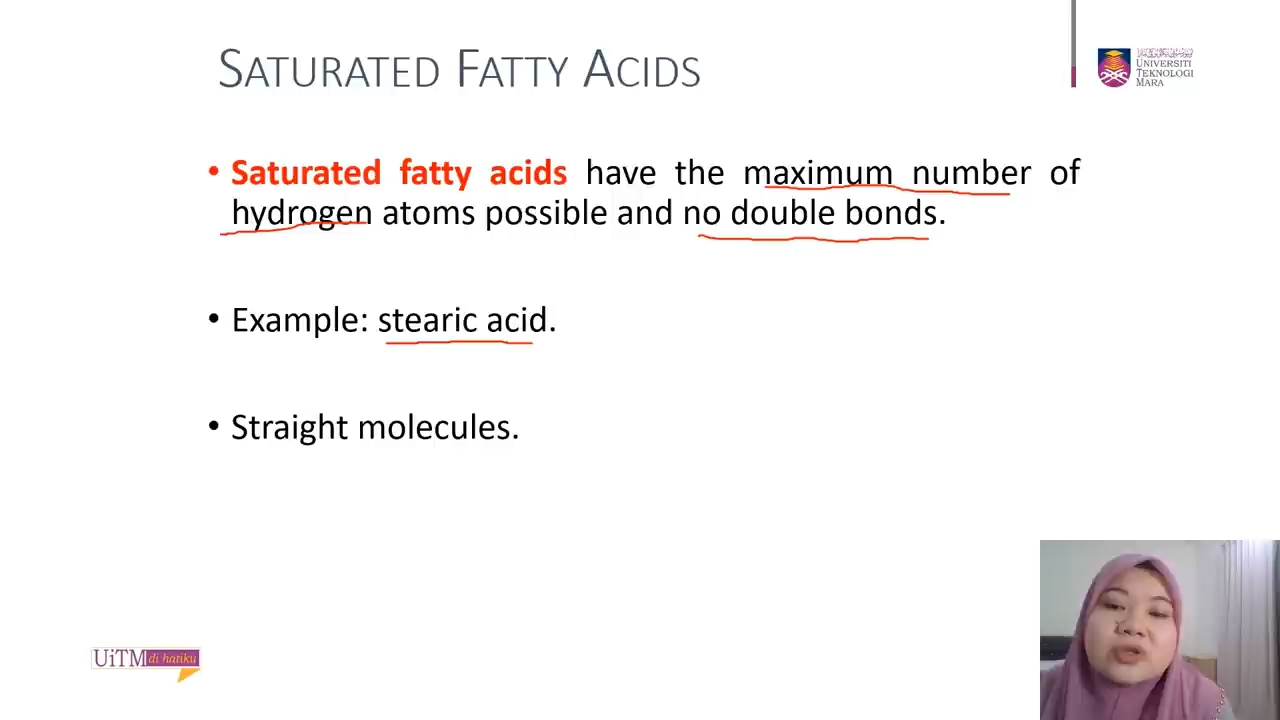 SATURATED FATTY ACIDS
UNIVERSITI
TEKNOLOGI
MARA
• Saturated fatty acids have the maximum number of
hydrogen atoms possible and no double bonds.
• Example: stearic acid.
• Straight molecules.
UiTM di hatiku